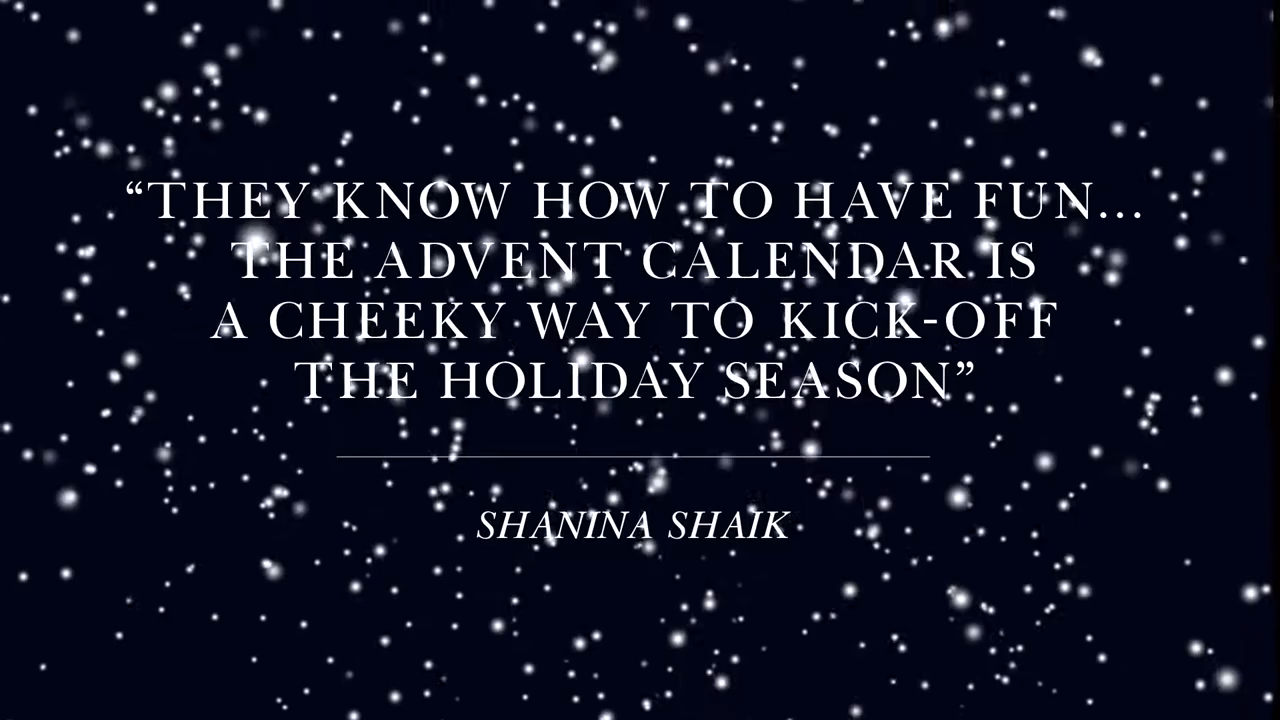 “THEY KNOW HOW TO HAVE FUN...
THE ADVENT CALENDAR IS
A CHEEKY WAY TO KICK-OFF
THE HOLIDAY SEASON”
SHANINA SHAIK